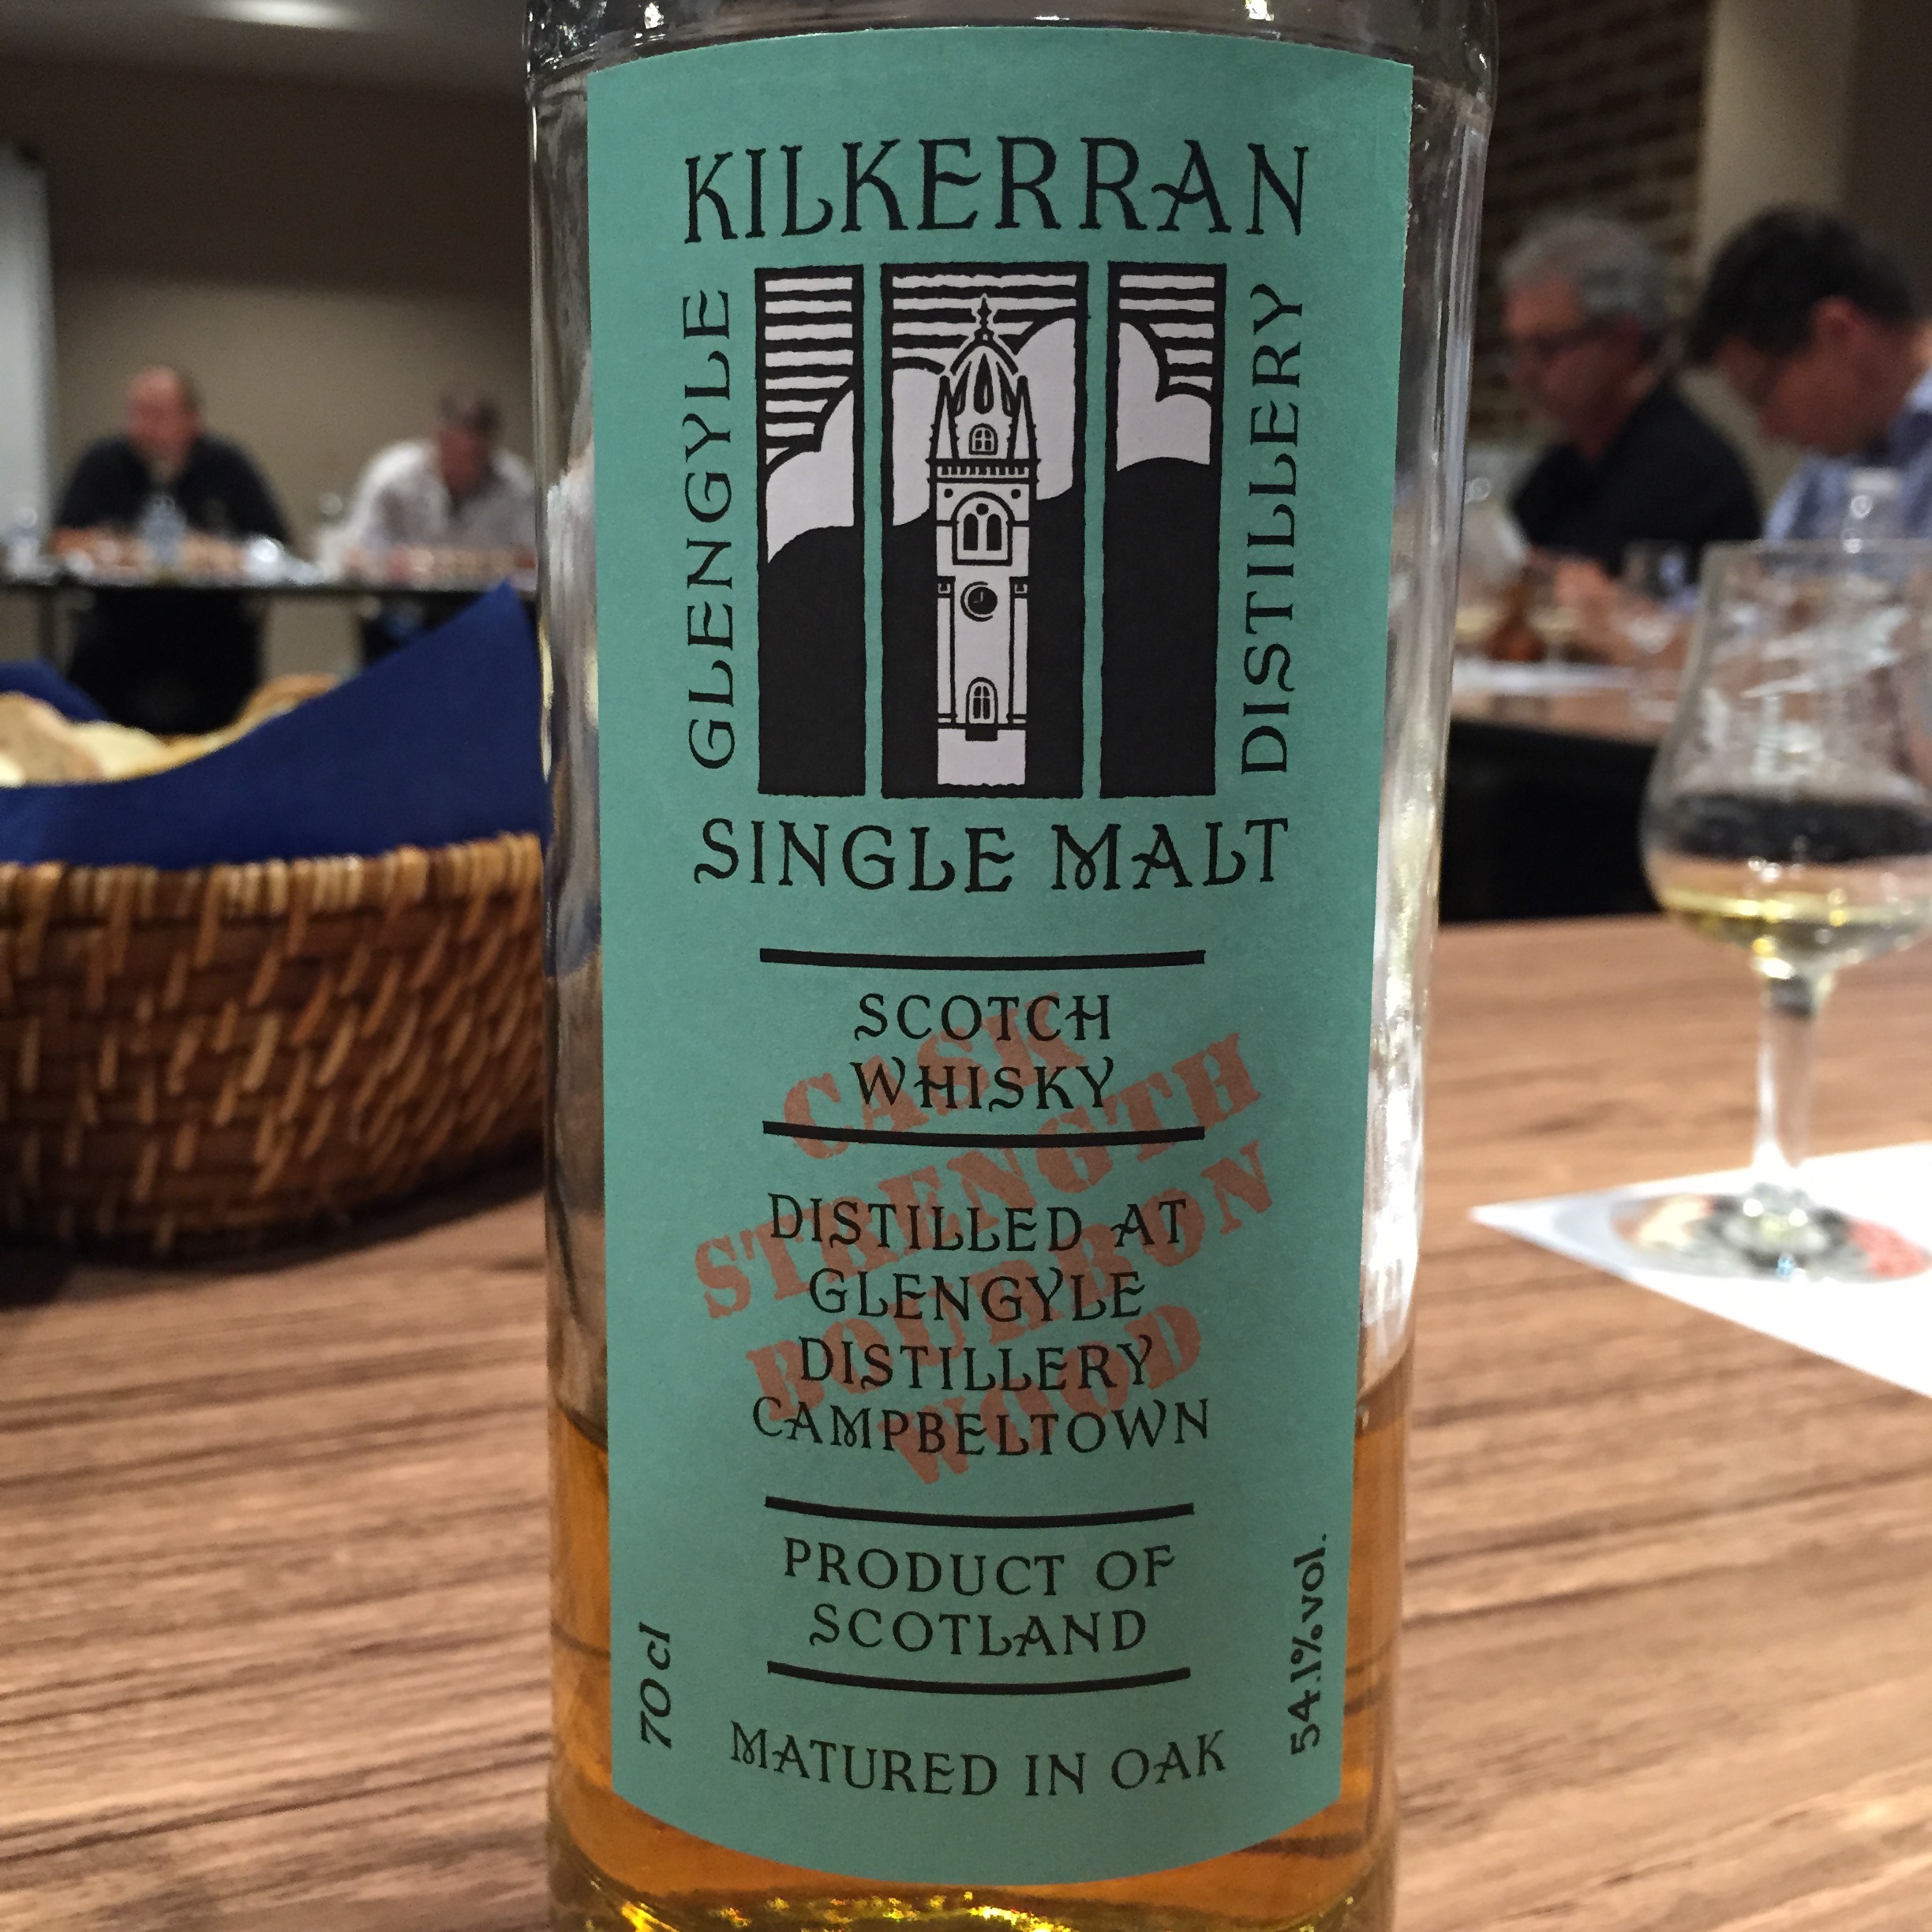 KILKERRAN
GLENGYLE
DISTILLERY
SINGLE MALT
SCOTCH
WHISKY
CASK
STRENGTH
BOURBON
WOOD
DISTILLED AT
GLENGYLE
DISTILLERY
CAMPBELTOWN
PRODUCT OF
SCOTLAND
70cl
54.1%vol.
MATURED IN OAK